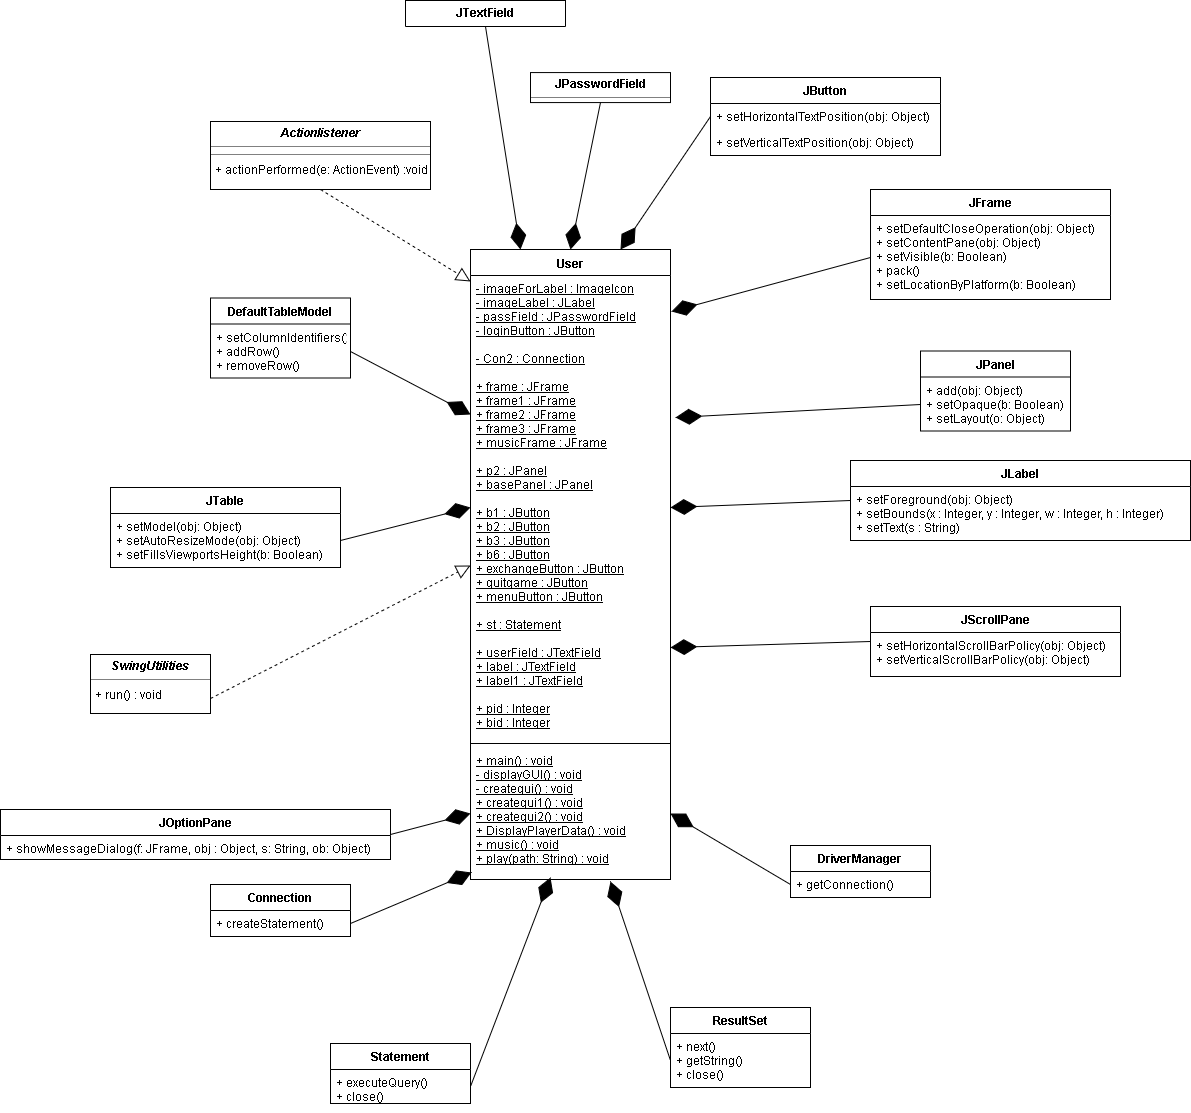 JTextField
JPasswordField
JButton
+ setHorizontalTextPosition(obj: Object)
+ setVerticalTextPosition(obj: Object)
Actionlistener
+ actionPerformed(e: ActionEvent) :void
JFrame
+ setDefaultCloseOperation(obj: Object)
+ setContentPane(obj: Object)
+ setVisible(b: Boolean)
+ pack()
+ setLocationByPlatform(b: Boolean)
User
- imageForLabel : ImageIcon
- imageLabel : JLabel
- passField : JPasswordField
- loginButton : JButton
- Con2 : Connection
+ frame : JFrame
+ frame1 : JFrame
+ frame2 : JFrame
+ frame3 : JFrame
+ musicFrame : JFrame
+ p2 : JPanel
+ basePanel : JPanel
+ b1 : JButton
+ b2 : JButton
+ b3 : JButton
+ b6 : JButton
+ exchangeButton : JButton
+ quitgame : JButton
+ menuButton : JButton
+ st : Statement
+ userField : JTextField
+ label : JTextField
+ label1 : JTextField
+ pid : Integer
+ bid : Integer
+ main() : void
- displayGUI() : void
- creategui() : void
+ creategui1() : void
+ creategui2() : void
+ DisplayPlayerData() : void
+ music() : void
+ play(path: String) : void
DefaultTableModel
+ setColumnIdentifiers(
+ addRow()
+ removeRow()
JPanel
+ add(obj: Object)
+ setOpaque(b: Boolean)
+ setLayout(o: Object)
JLabel
+ setForeground(obj: Object)
+ setBounds(x : Integer, y : Integer, w : Integer, h : Integer)
+ setText(s : String)
JTable
+ setModel(obj: Object)
+ setAutoResizeMode(obj: Object)
+ setFillsViewportsHeight(b: Boolean)
JScrollPane
+ setHorizontalScrollBarPolicy(obj: Object)
+ setVerticalScrollBarPolicy(obj: Object)
SwingUtilities
+ run() : void
JOptionPane
+ showMessageDialog(f: JFrame, obj : Object, s: String, ob: Object)
DriverManager
+ getConnection()
Connection
+ createStatement()
ResultSet
+ next()
+ getString()
+ close()
Statement
+ executeQuery()
+ close()